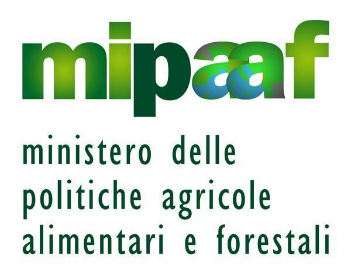 mipaaf
ministero delle
politiche agricole
alimentari e forestali